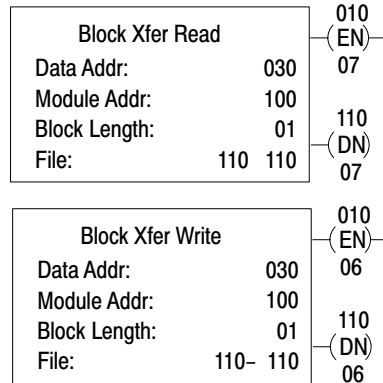 Block Xfer Read
Data Addr: 030
Module Addr: 100
Block Length: 01
File: 110 110
010
EN
07
110
DN
07
Block Xfer Write
Data Addr: 030
Module Addr: 100
Block Length: 01
File: 110– 110
010
EN
06
110
DN
06